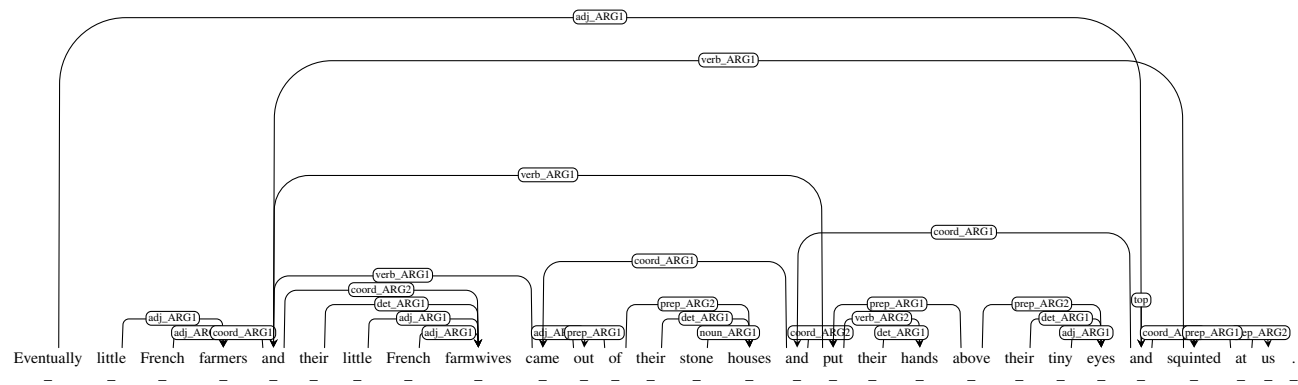 adj_ARG1
verb_ARG1
verb_ARG1
coord_ARG1
coord_ARG1
verb_ARG1
coord_ARG2
det_ARG1 prep_ARG2 prep_ARG1 prep_ARG2 top
adj_ARG1 adj_ARG1 det_ARG1 verb_ARG2 det_ARG1
coord_ARG1 adj_ARG1 prep_ARG1 noun_ARG1 coord_ARG2 det_ARG1 adj_ARG1 prep_ARG1
Eventually little French farmers and their little French farmwives came out of their stone houses and put their hands above their tiny eyes and squinted at us .